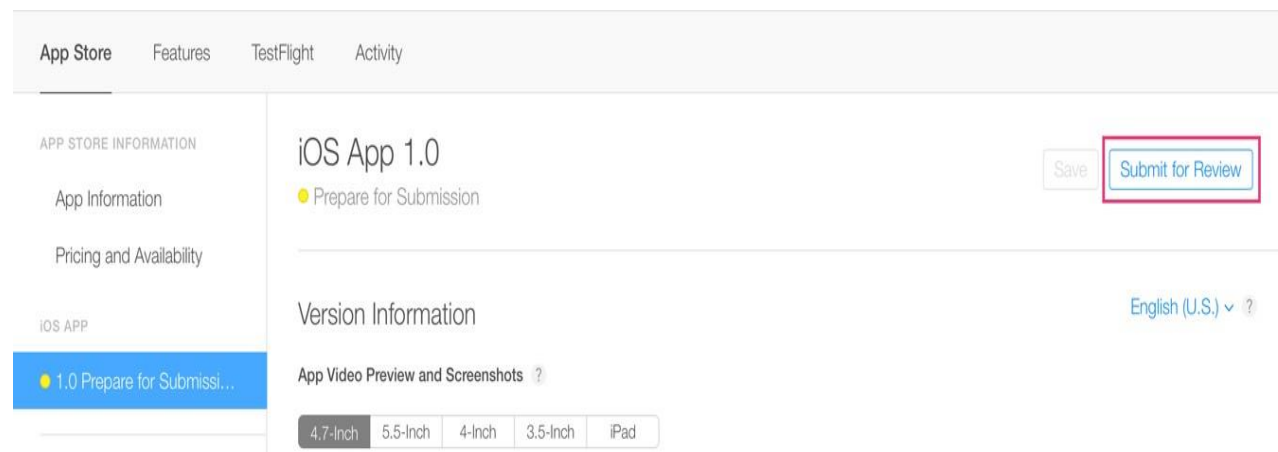 App Store Features TestFlight Activity
APP STORE INFORMATION
App Information
Pricing and Availability
iOS APP
1.0 Prepare for Submissi...
iOS App 1.0
Prepare for Submission
Save Submit for Review
Version Information
English (U.S.) ?
App Video Preview and Screenshots ?
4.7-Inch 5.5-Inch 4-Inch 3.5-Inch iPad